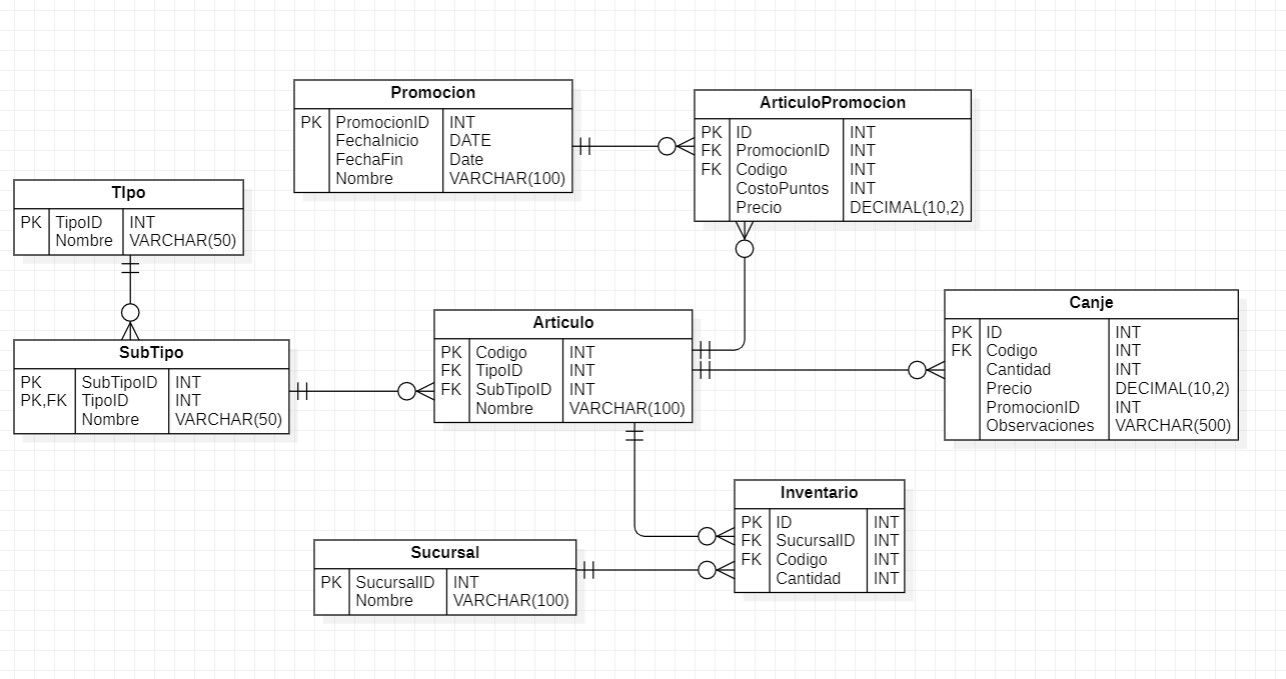 Promocion
PK PromocionID INT
FechaInicio DATE
FechaFin Date
Nombre VARCHAR(100)
ArticuloPromocion
PK ID INT
FK PromocionID INT
FK Codigo INT
CostoPuntos INT
Precio DECIMAL(10,2)
TIpo
PK TipoID INT
Nombre VARCHAR(50)
SubTipo
PK SubTipoID INT
PK,FK TipoID INT
Nombre VARCHAR(50)
Articulo
PK Codigo INT
FK TipoID INT
FK SubTipoID INT
Nombre VARCHAR(100)
Canje
PK ID INT
FK Codigo INT
Cantidad INT
Precio DECIMAL(10,2)
PromocionID INT
Observaciones VARCHAR(500)
Inventario
PK ID INT
FK SucursalID INT
FK Codigo INT
Cantidad INT
Sucursal
PK SucursalID INT
Nombre VARCHAR(100)